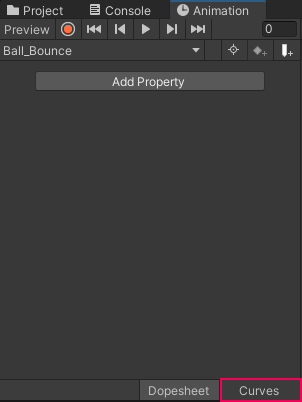 Project Console Animation
Preview 0
Ball_Bounce
Add Property
Dopesheet Curves